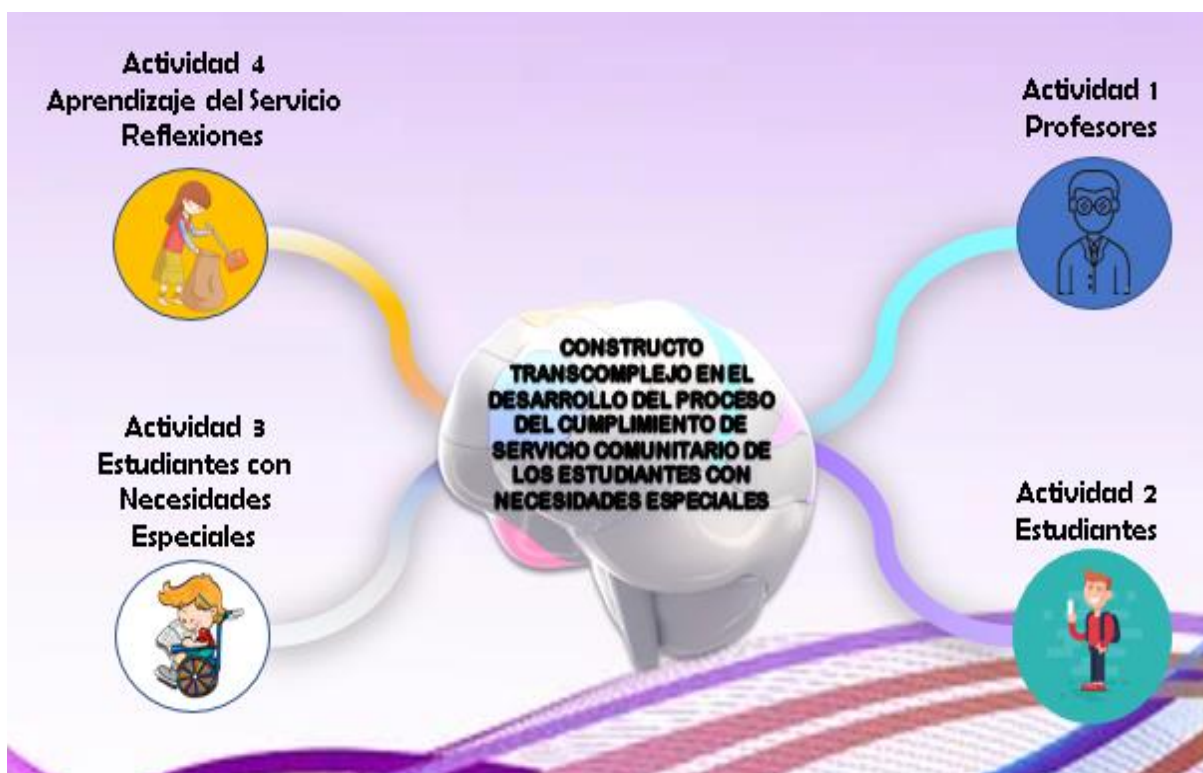 Actividad 4
Aprendizaje del Servicio
Reflexiones
Actividad 1
Profesores
CONSTRUCTO
TRANSCOMPLEJO EN EL
DESARROLLO DEL PROCESO
DEL CUMPLIMIENTO DE
SERVICIO COMUNITARIO DE
LOS ESTUDIANTES CON
NECESIDADES ESPECIALES
Actividad 3
Estudiantes con
Necesidades
Especiales
Actividad 2
Estudiantes